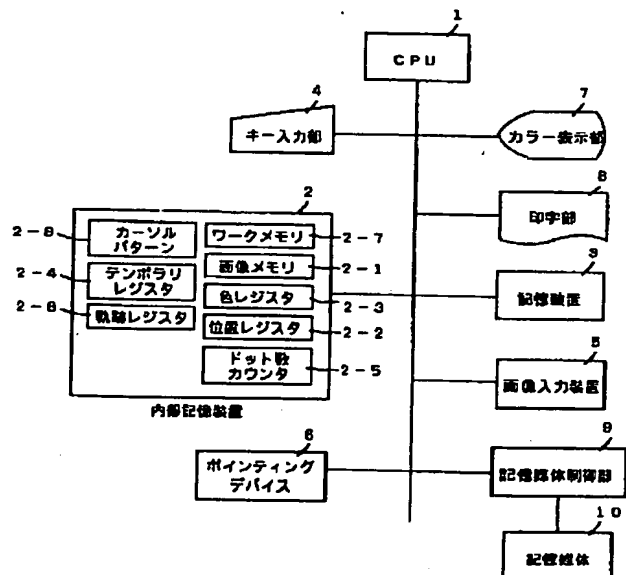 1
CPU
4
キー入力部
7
カラー表示部
8
印字部
2
2-8
カーソル
パターン
ワークメモリ
2-7
2-4
テンポラリ
レジスタ
画像メモリ
2-1
2-6
軌跡レジスタ
色レジスタ
2-3
位置レジスタ
2-2
ドット数
カウンタ
2-5
内部記憶装置
3
記憶装置
5
画像入力装置
6
ポインティング
デバイス
9
記憶媒体制御部
10
記憶媒体